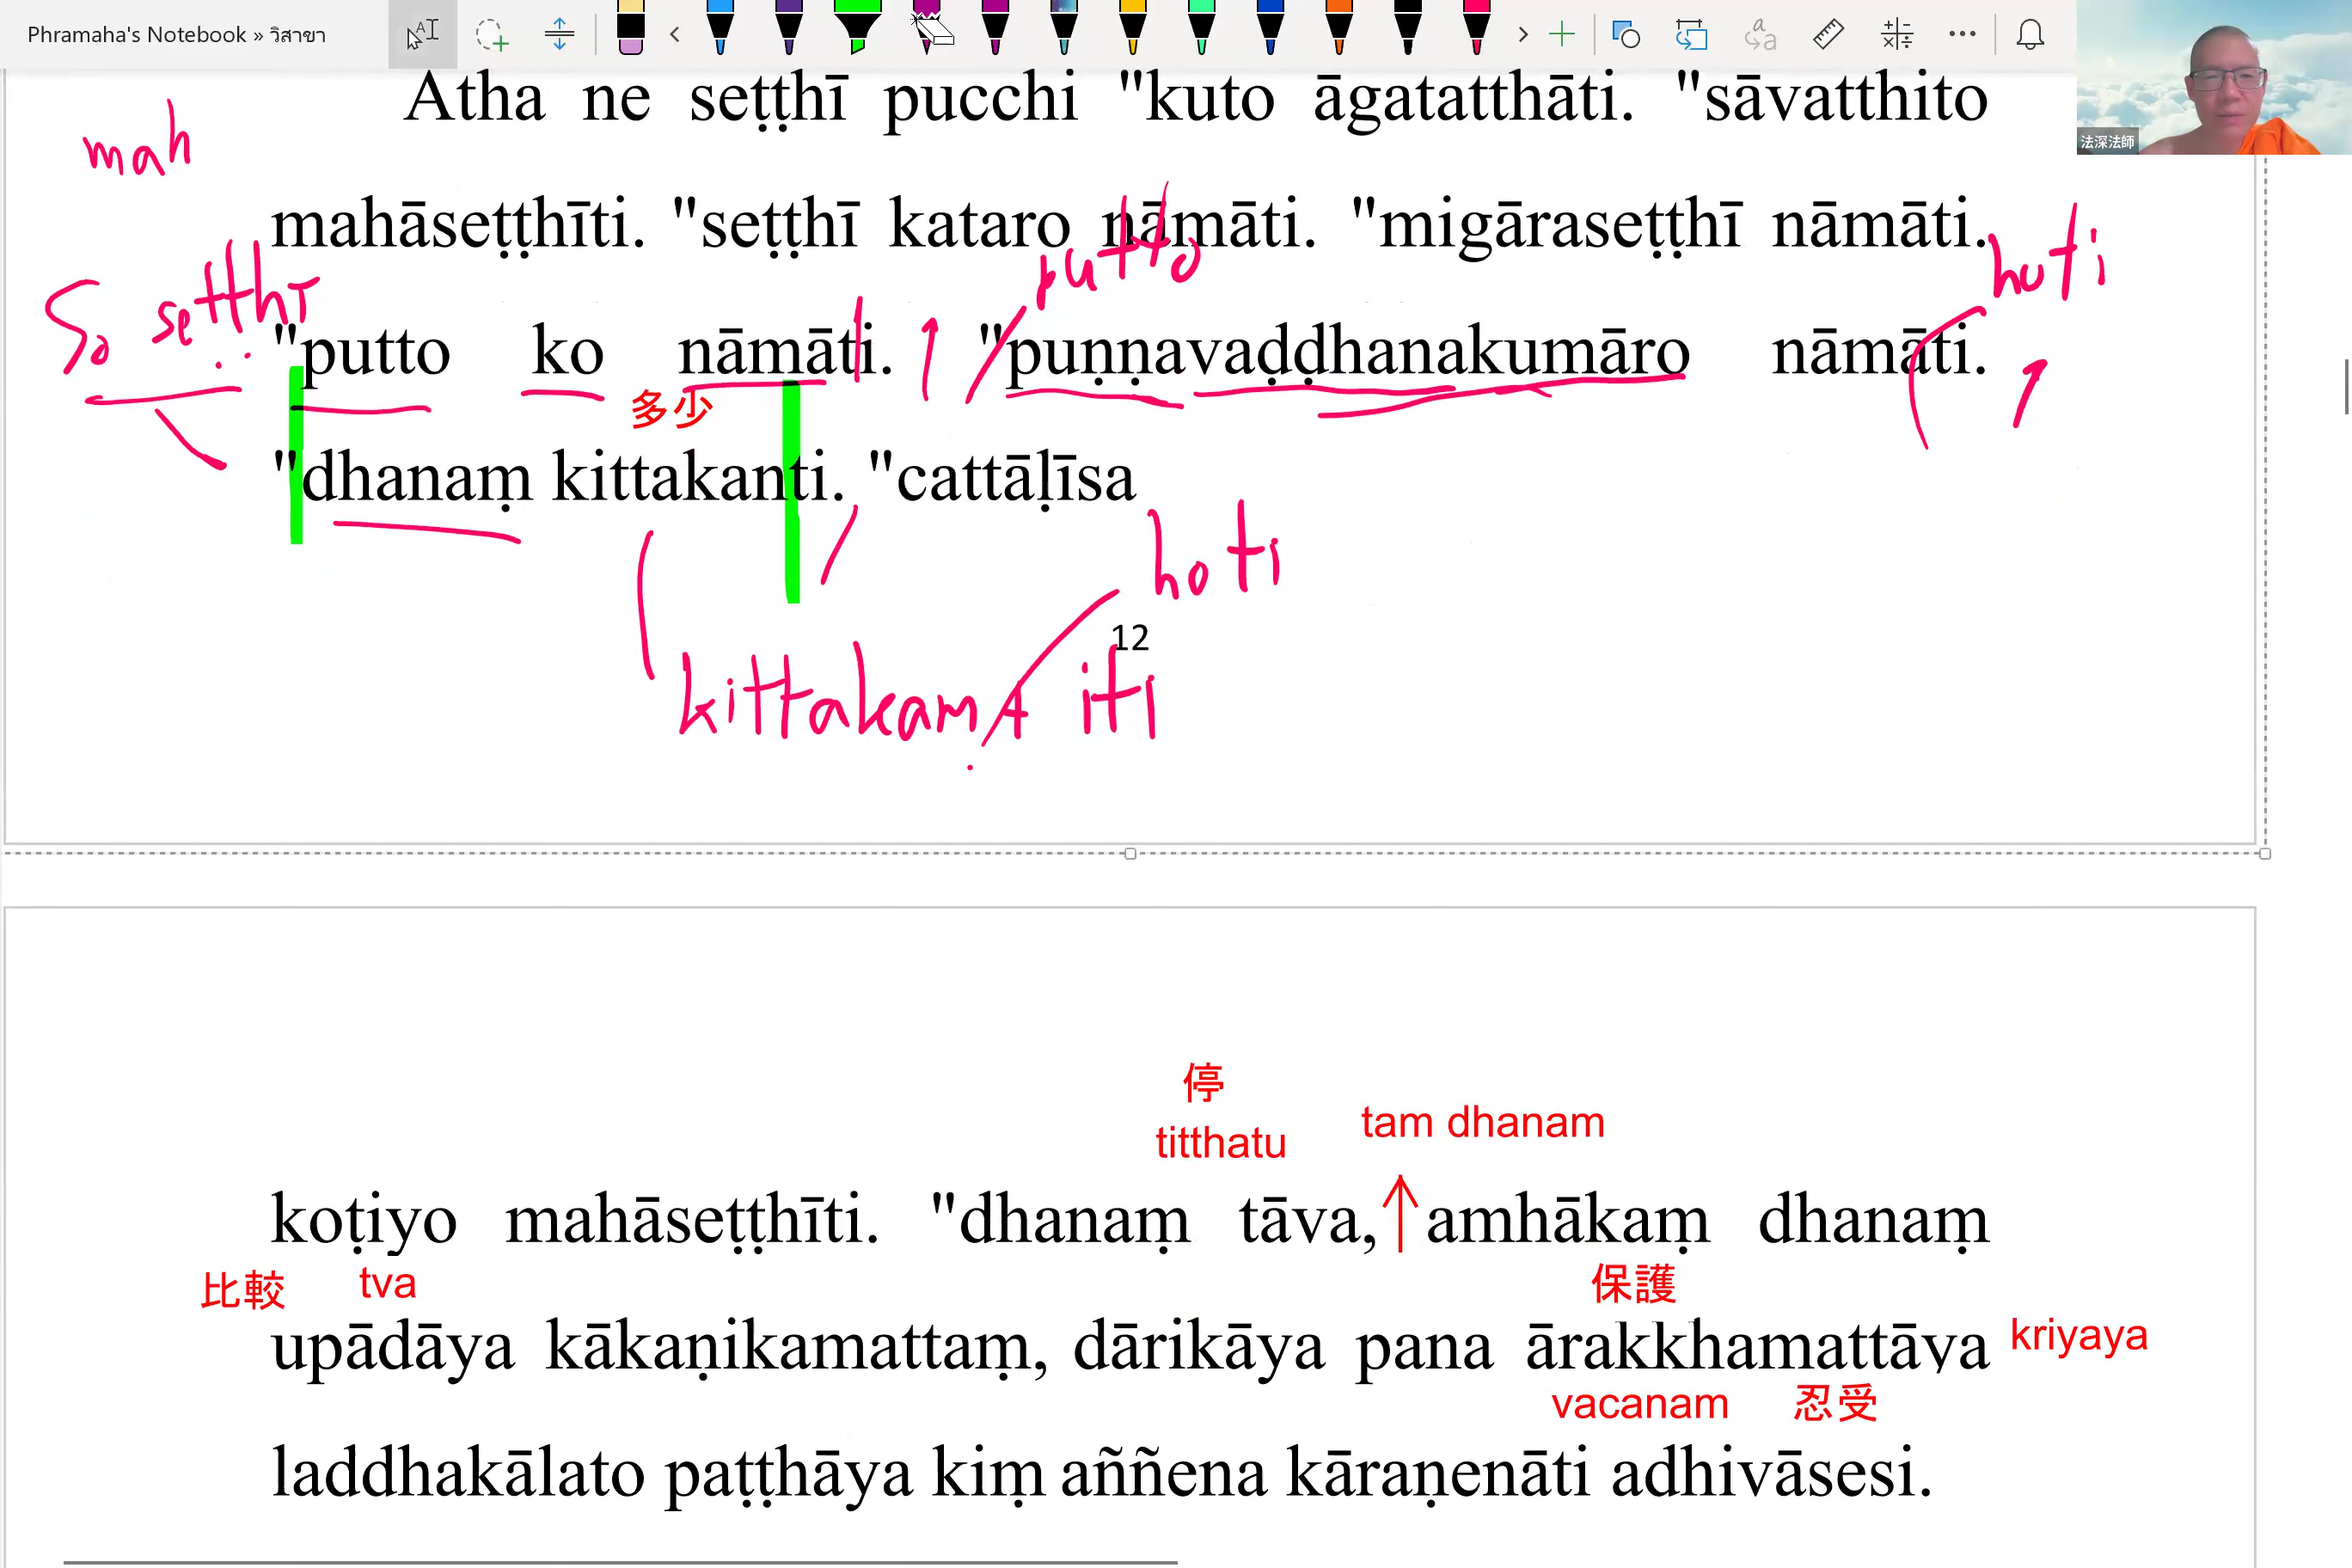 Phramaha's Notebook » วิสาขา
法深法師
Atha ne seṭṭhī pucchi "kuto āgatatthāti. "sāvatthito
mah
mahāseṭṭhīti. "seṭṭhī kataro nāmāti. "migāraseṭṭhī nāmāti.
So seṭṭhī
putto
hoti
"putto ko nāmāti. "puṇṇavaḍḍhanakumāro nāmāti.
多少
"dhanaṃ kittakanti. "cattāḷīsa
hoti
12
kittakaṃ + iti
停
titthatu tam dhanam
koṭiyo mahāseṭṭhīti. "dhanaṃ tāva, amhākaṃ dhanaṃ
比較 tva 保護
upādāya kākaṇikamattaṃ, dārikāya pana ārakkhamattāya kriyaya
vacanam 忍受
laddhakālato paṭṭhāya kiṃ aññena kāraṇenāti adhivāsesi.